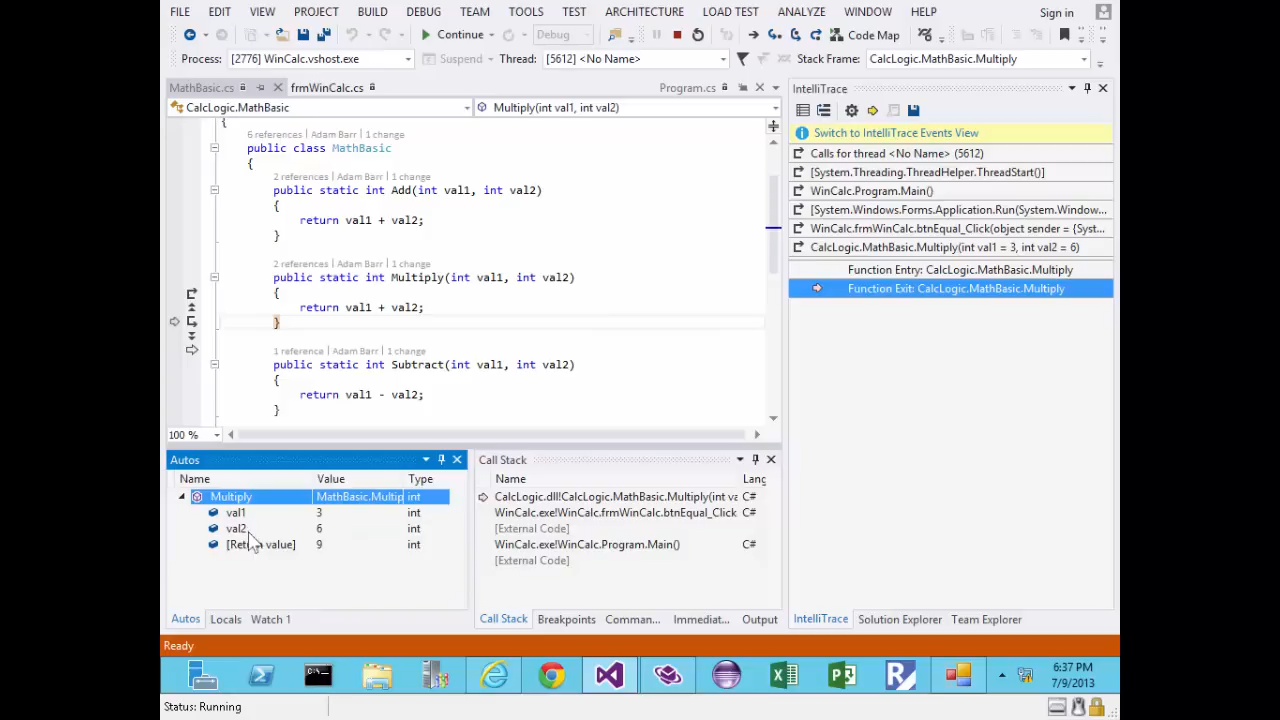 FILE EDIT VIEW PROJECT BUILD DEBUG TEAM TOOLS TEST ARCHITECTURE LOAD TEST ANALYZE WINDOW HELP Sign in
Continue Debug Code Map
Process: [2776] WinCalc.vshost.exe Suspend Thread: [5612] <No Name> Stack Frame: CalcLogic.MathBasic.Multiply
MathBasic.cs frmWinCalc.cs Program.cs
CalcLogic.MathBasic Multiply(int val1, int val2)
{
6 references | Adam Barr | 1 change
public class MathBasic
{
2 references | Adam Barr | 1 change
public static int Add(int val1, int val2)
{
return val1 + val2;
}
2 references | Adam Barr | 1 change
public static int Multiply(int val1, int val2)
{
return val1 + val2;
}
1 reference | Adam Barr | 1 change
public static int Subtract(int val1, int val2)
{
return val1 - val2;
}
100 %
IntelliTrace
Switch to IntelliTrace Events View
Calls for thread <No Name> (5612)
[System.Threading.ThreadHelper.ThreadStart()]
WinCalc.Program.Main()
[System.Windows.Forms.Application.Run(System.Window...
WinCalc.frmWinCalc.btnEqual_Click(object sender = {Syst...
CalcLogic.MathBasic.Multiply(int val1 = 3, int val2 = 6)
Function Entry: CalcLogic.MathBasic.Multiply
Function Exit: CalcLogic.MathBasic.Multiply
Autos
Name Value Type
Multiply MathBasic.Multip int
val1 3 int
val2 6 int
[Return value] 9 int
Autos Locals Watch 1
Call Stack
Name Lang
CalcLogic.dll!CalcLogic.MathBasic.Multiply(int va C#
WinCalc.exe!WinCalc.frmWinCalc.btnEqual_Click C#
[External Code]
WinCalc.exe!WinCalc.Program.Main() C#
[External Code]
Call Stack Breakpoints Comman... Immediat... Output
IntelliTrace Solution Explorer Team Explorer
Ready
6:37 PM
7/9/2013
Status: Running